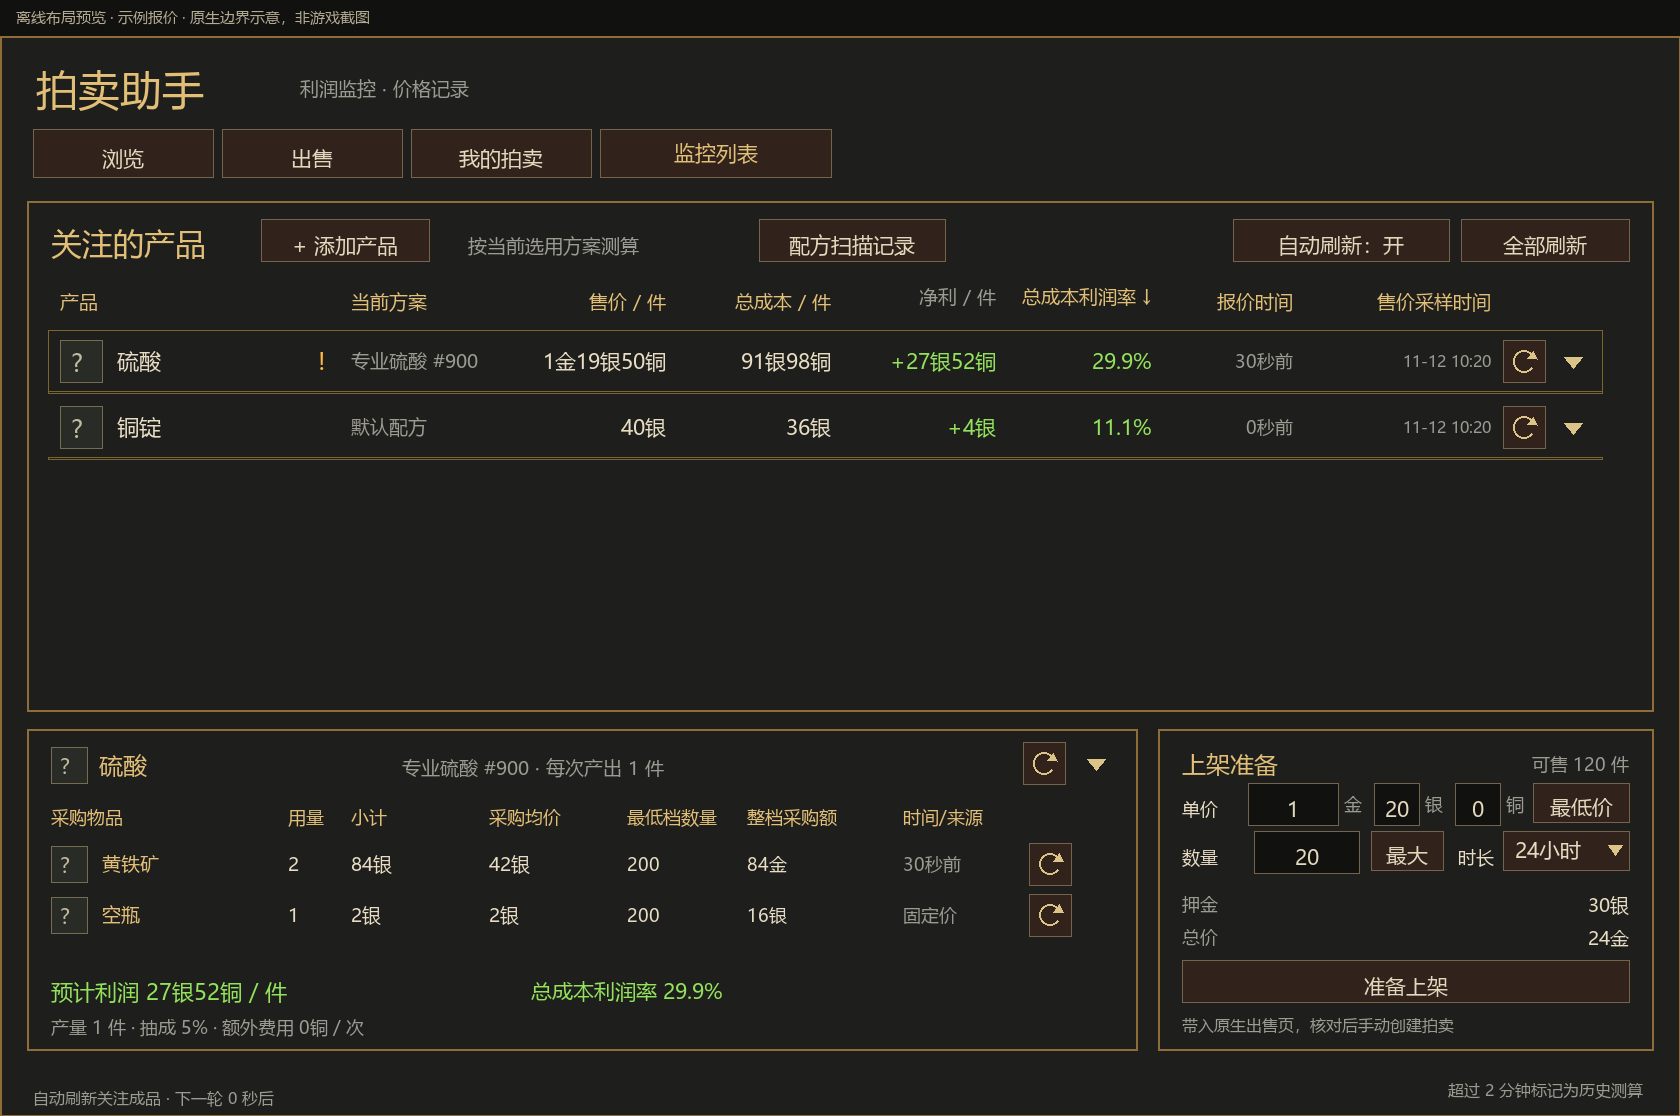 离线布局预览 · 示例报价 · 原生边界示意，非游戏截图
拍卖助手 利润监控 · 价格记录
浏览 出售 我的拍卖 监控列表
关注的产品 + 添加产品 按当前选用方案测算 配方扫描记录 自动刷新：开 全部刷新
产品 当前方案 售价 / 件 总成本 / 件 净利 / 件 总成本利润率 ↓ 报价时间 售价采样时间
? 硫酸 ! 专业硫酸 #900 1金19银50铜 91银98铜 +27银52铜 29.9% 30秒前 11-12 10:20
? 铜锭 默认配方 40银 36银 +4银 11.1% 0秒前 11-12 10:20
? 硫酸 专业硫酸 #900 · 每次产出 1 件
采购物品 用量 小计 采购均价 最低档数量 整档采购额 时间/来源
? 黄铁矿 2 84银 42银 200 84金 30秒前
? 空瓶 1 2银 2银 200 16银 固定价
预计利润 27银52铜 / 件 总成本利润率 29.9%
产量 1 件 · 抽成 5% · 额外费用 0铜 / 次
上架准备 可售 120 件
单价 1 金 20 银 0 铜 最低价
数量 20 最大 时长 24小时
押金 30银
总价 24金
准备上架
带入原生出售页，核对后手动创建拍卖
自动刷新关注成品 · 下一轮 0 秒后
超过 2 分钟标记为历史测算